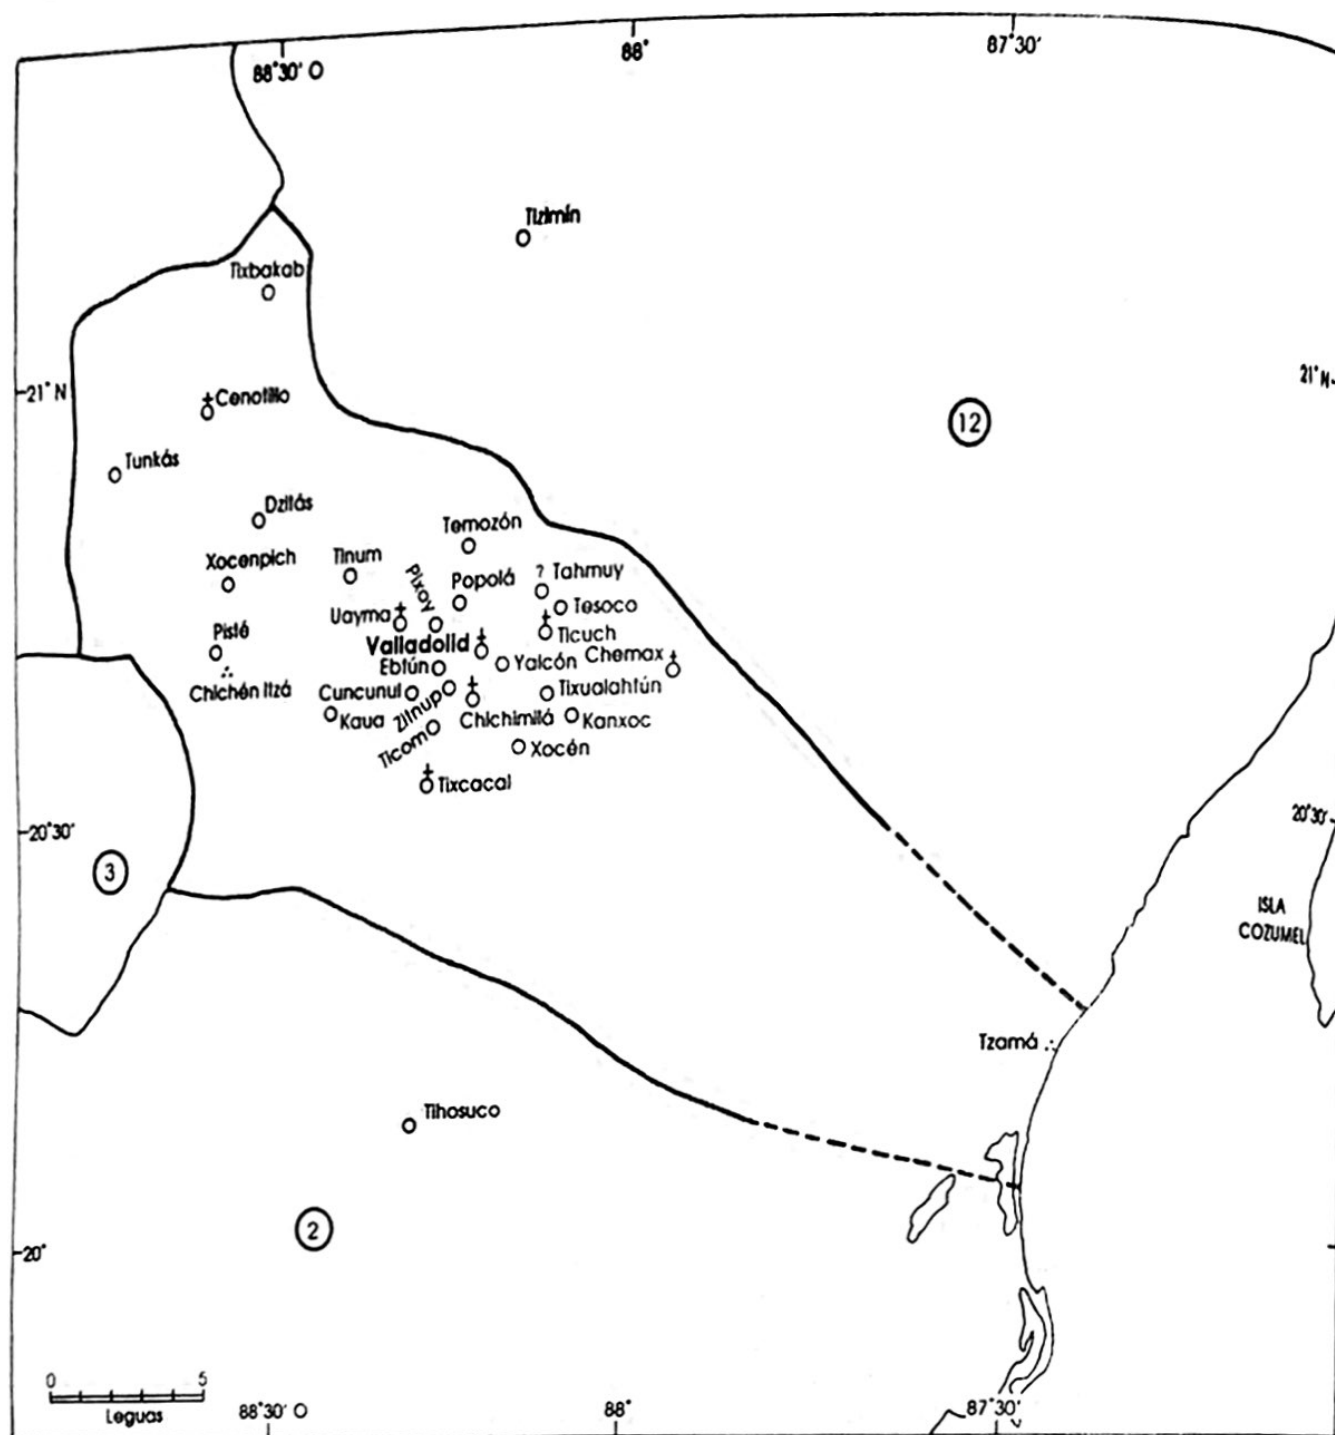 88°30' O
88°
87°30'
Tizimín
Tixbakab
21° N
21° N
Cenotillo
12
Tunkás
Dzitás
Temozón
Xocenpich
Tinum
Pixoy
Popolá
? Tahmuy
Uayma
Tesoco
Pisté
Valladolid
Ticuch
Ebtún
Yalcón
Chemax
Chichén Itzá
Cuncunul
Zitnup
Tixualahtún
Kaua
Chichimilá
Kanxoc
Ticom
Xocén
Tixcacal
20°30'
20°30'
3
ISLA
COZUMEL
Tzamá
Tihosuco
2
20°
0 5
Leguas
88°30' O
88°
87°30'